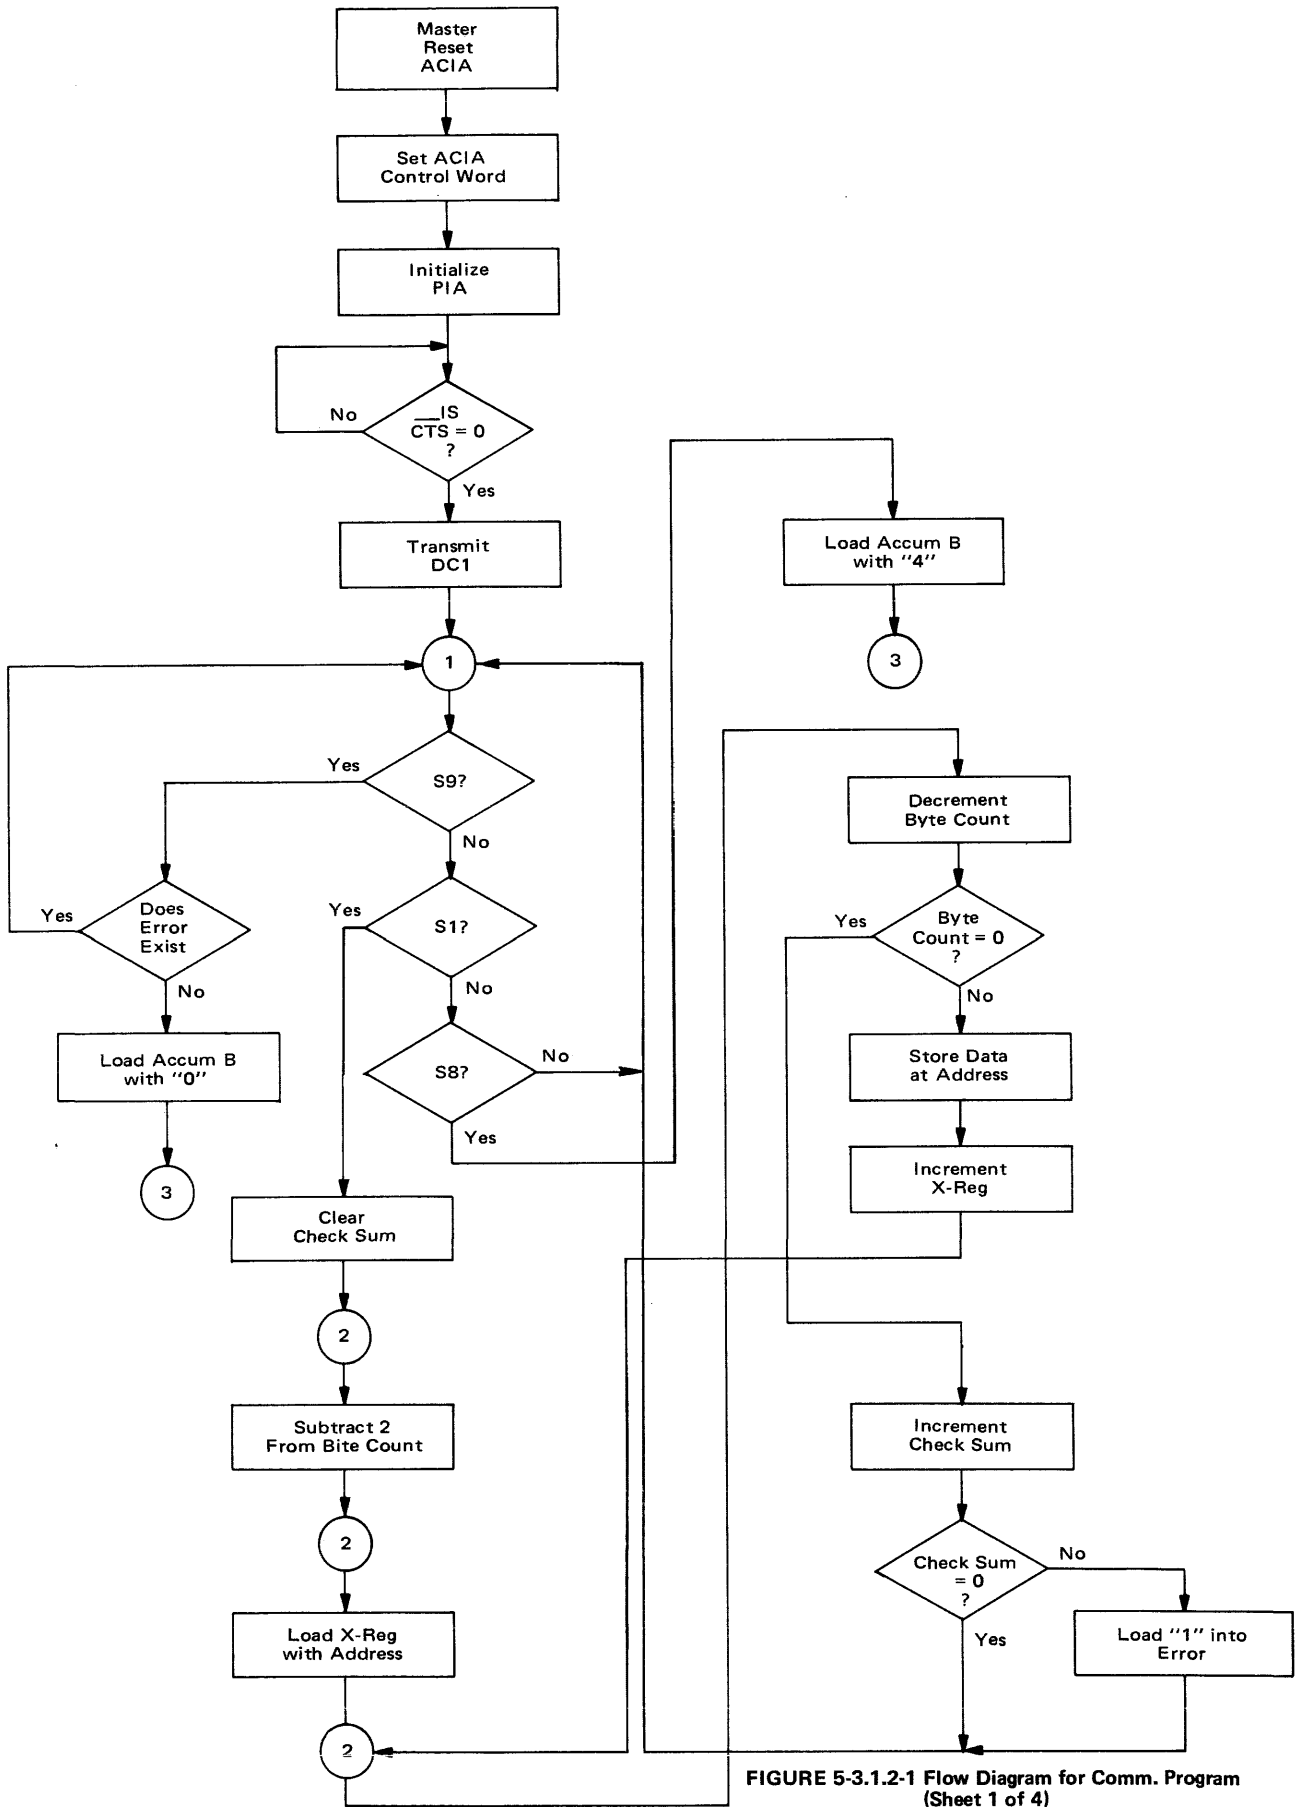 Master
Reset
ACIA
Set ACIA
Control Word
Initialize
PIA
IS
CTS = 0
?
No
Yes
Transmit
DC1
1
S9?
Yes
No
Does
Error
Exist
Yes
No
Load Accum B
with "0"
3
S1?
Yes
No
S8?
No
Yes
Clear
Check Sum
2
Subtract 2
From Bite Count
2
Load X-Reg
with Address
2
Load Accum B
with "4"
3
Decrement
Byte Count
Byte
Count = 0
?
Yes
No
Store Data
at Address
Increment
X-Reg
Increment
Check Sum
Check Sum
= 0
?
No
Yes
Load "1" into
Error
FIGURE 5-3.1.2-1 Flow Diagram for Comm. Program
(Sheet 1 of 4)